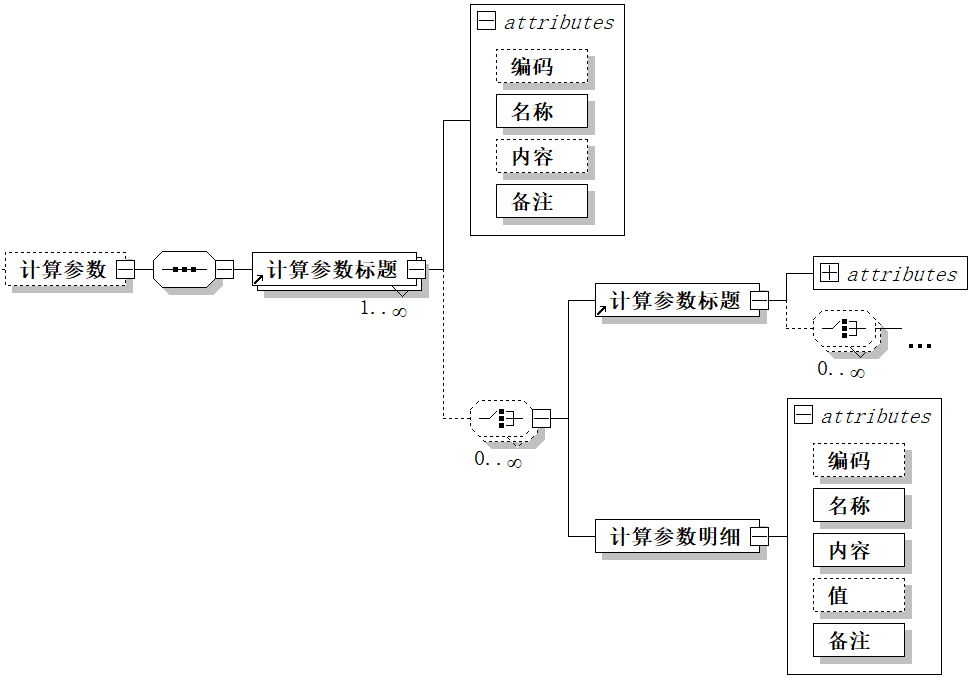 attributes
编码
名称
内容
备注
计算参数
计算参数标题
1..∞
计算参数标题
attributes
0..∞
0..∞
attributes
编码
名称
内容
值
备注
计算参数明细